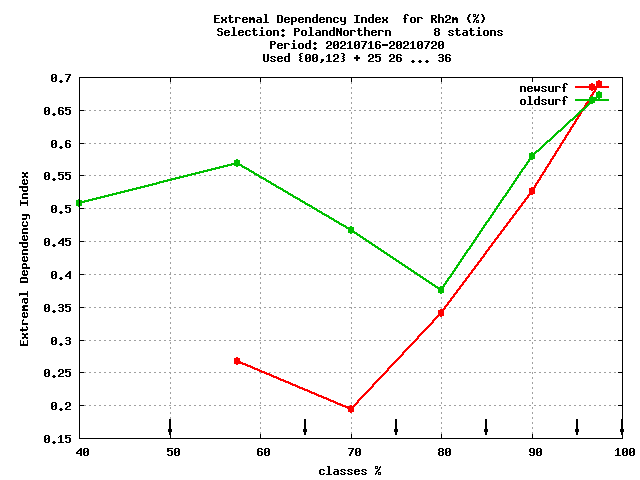 Extremal Dependency Index  for Rh2m (%)
Selection: PolandNorthern      8 stations
Period: 20210716-20210720
Used {00,12} + 25 26 ... 36
newsurf
oldsurf
0.7
0.65
0.6
0.55
0.5
0.45
0.4
0.35
0.3
0.25
0.2
0.15
Extremal Dependency Index
40 50 60 70 80 90 100
classes %